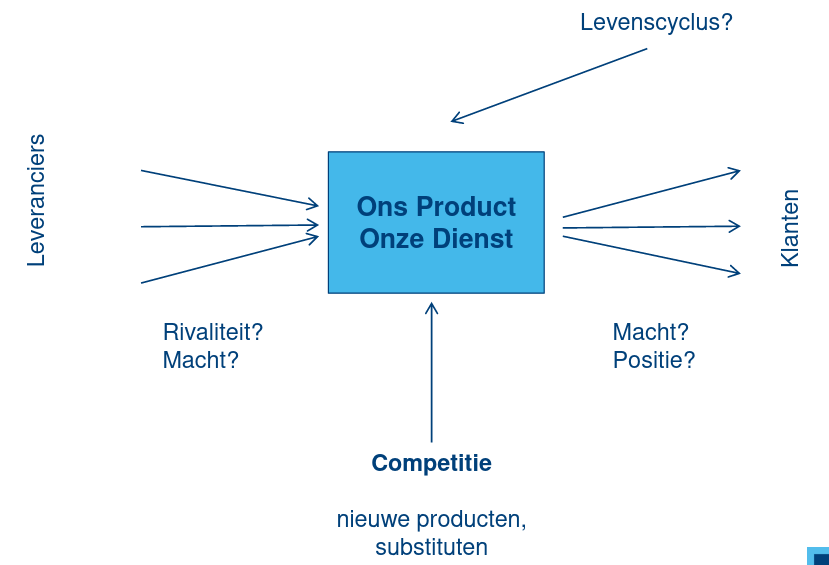 Levenscyclus?
Leveranciers
Ons Product
Onze Dienst
Klanten
Rivaliteit?
Macht?
Macht?
Positie?
Competitie
nieuwe producten,
substituten